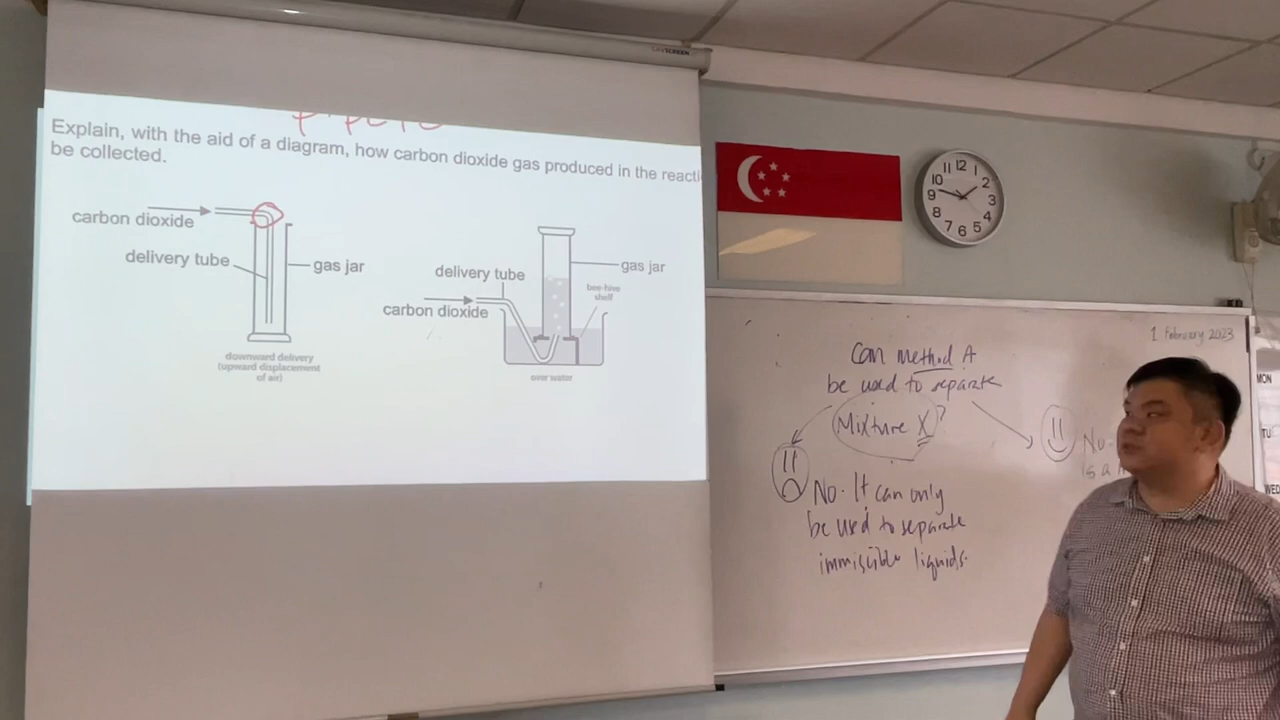 Explain, with the aid of a diagram, how carbon dioxide gas produced in the reacti
be collected.
carbon dioxide
delivery tube
gas jar
downward delivery
(upward displacement
of air)
delivery tube
carbon dioxide
gas jar
bee-hive
shelf
over water
11 12 1
10 2
9 3
8 4
7 6 5
1 February 2023
Can method A
be used to separate
Mixture X?
No. It can only
be used to separate
immiscible liquids.
No.
is a
MON
TU
WED